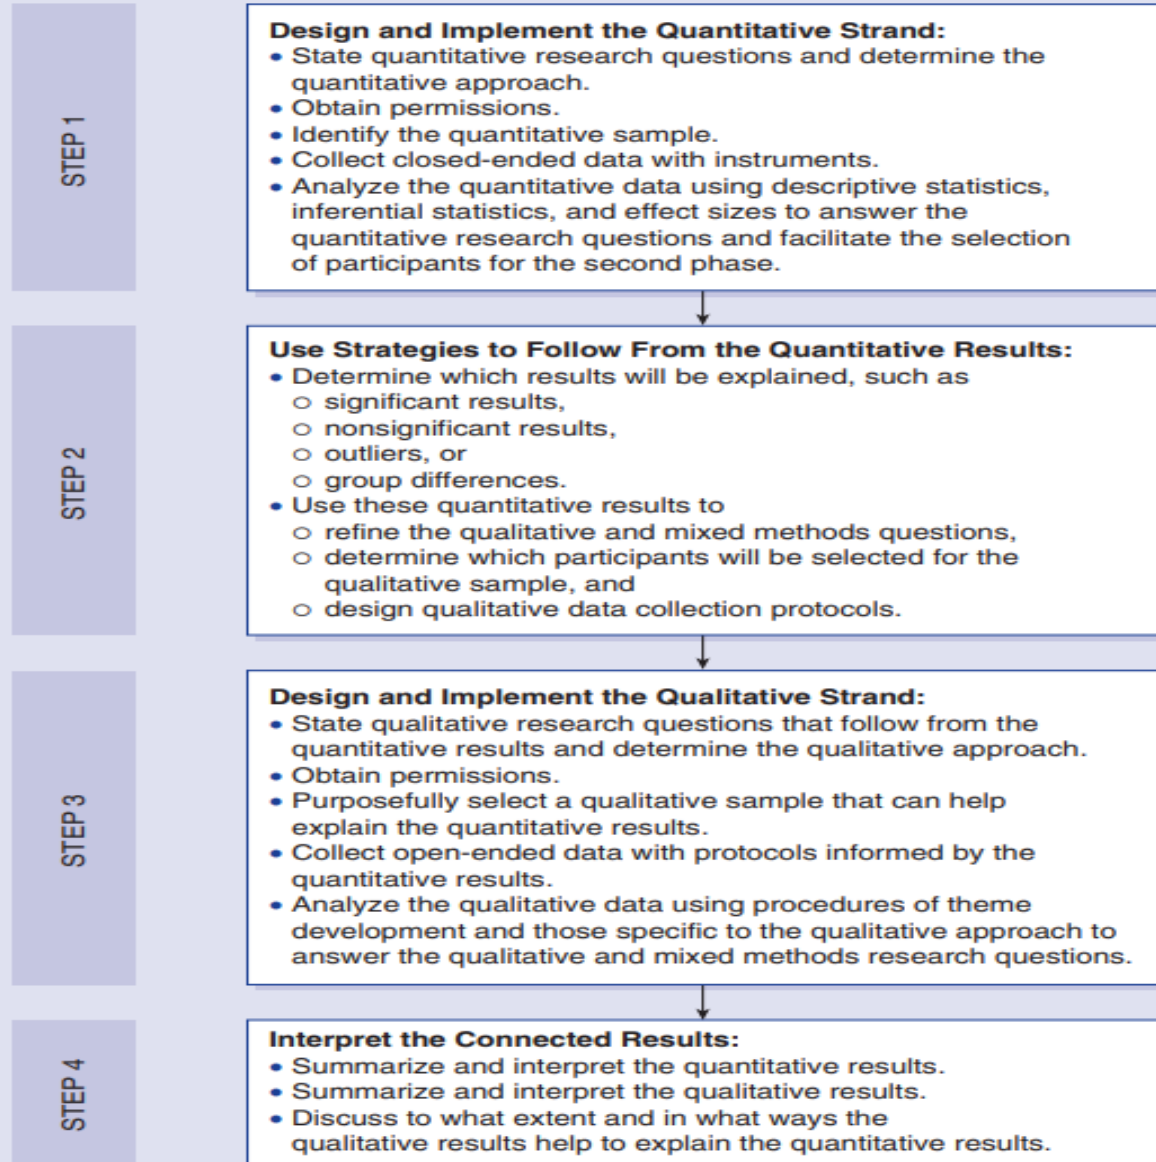 STEP 1
Design and Implement the Quantitative Strand:
• State quantitative research questions and determine the
quantitative approach.
• Obtain permissions.
• Identify the quantitative sample.
• Collect closed-ended data with instruments.
• Analyze the quantitative data using descriptive statistics,
inferential statistics, and effect sizes to answer the
quantitative research questions and facilitate the selection
of participants for the second phase.
STEP 2
Use Strategies to Follow From the Quantitative Results:
• Determine which results will be explained, such as
○ significant results,
○ nonsignificant results,
○ outliers, or
○ group differences.
• Use these quantitative results to
○ refine the qualitative and mixed methods questions,
○ determine which participants will be selected for the
qualitative sample, and
○ design qualitative data collection protocols.
STEP 3
Design and Implement the Qualitative Strand:
• State qualitative research questions that follow from the
quantitative results and determine the qualitative approach.
• Obtain permissions.
• Purposefully select a qualitative sample that can help
explain the quantitative results.
• Collect open-ended data with protocols informed by the
quantitative results.
• Analyze the qualitative data using procedures of theme
development and those specific to the qualitative approach to
answer the qualitative and mixed methods research questions.
STEP 4
Interpret the Connected Results:
• Summarize and interpret the quantitative results.
• Summarize and interpret the qualitative results.
• Discuss to what extent and in what ways the
qualitative results help to explain the quantitative results.